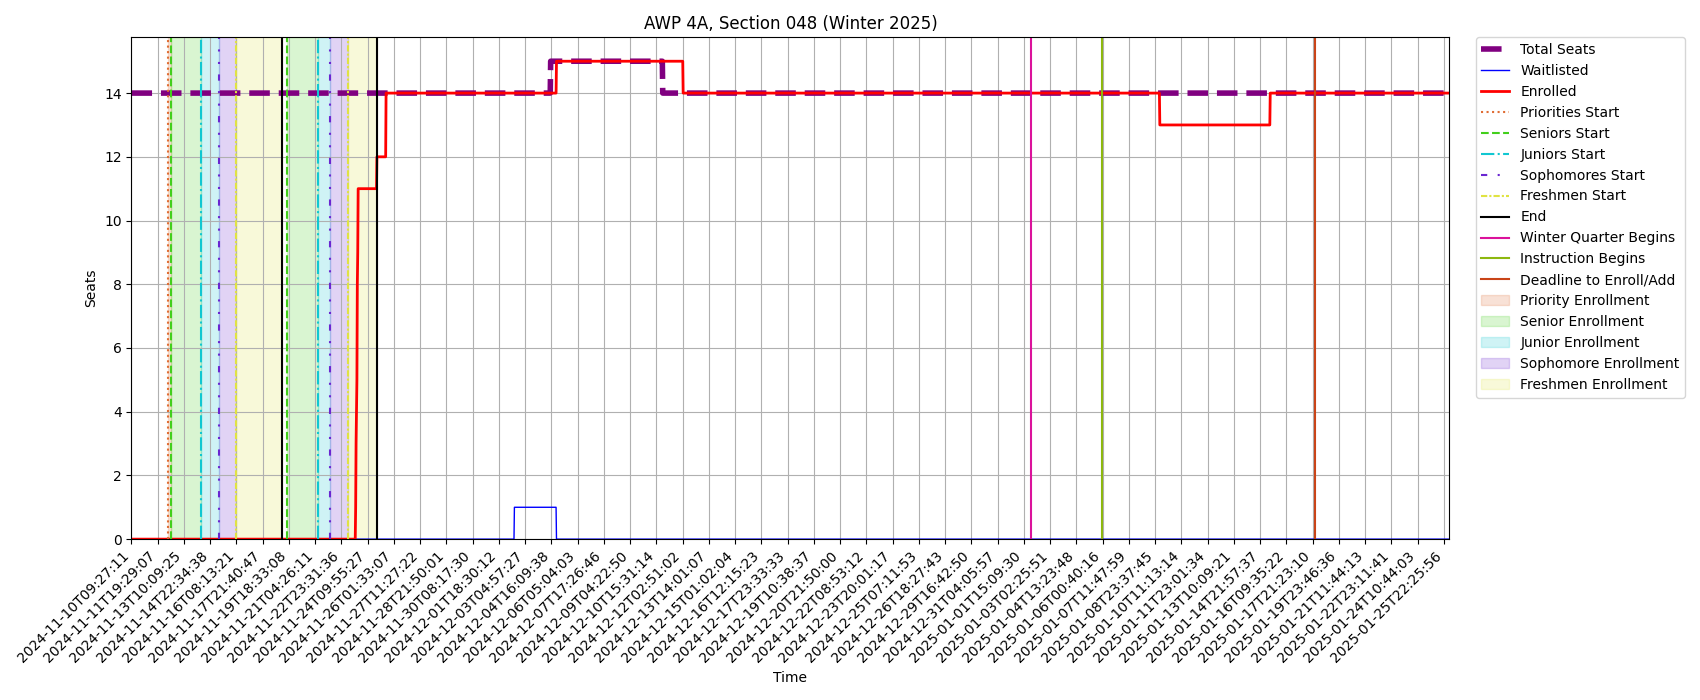 AWP 4A, Section 048 (Winter 2025)
Total Seats
Waitlisted
Enrolled
Priorities Start
Seniors Start
Juniors Start
Sophomores Start
Freshmen Start
End
Winter Quarter Begins
Instruction Begins
Deadline to Enroll/Add
Priority Enrollment
Senior Enrollment
Junior Enrollment
Sophomore Enrollment
Freshmen Enrollment
Seats
14
12
10
8
6
4
2
0
2024-11-10T09:27:11
2024-11-11T19:29:07
2024-11-13T10:09:25
2024-11-14T22:34:38
2024-11-16T08:13:21
2024-11-17T21:40:47
2024-11-19T18:33:08
2024-11-21T04:26:11
2024-11-22T22:31:36
2024-11-24T09:55:27
2024-11-26T01:33:07
2024-11-27T11:27:22
2024-11-28T21:50:01
2024-11-30T08:17:30
2024-12-01T18:30:12
2024-12-03T04:57:27
2024-12-04T16:09:38
2024-12-06T05:04:03
2024-12-07T17:26:46
2024-12-09T04:22:50
2024-12-10T15:31:14
2024-12-12T02:51:02
2024-12-13T14:01:07
2024-12-15T01:02:04
2024-12-16T12:15:23
2024-12-17T23:33:33
2024-12-19T10:38:37
2024-12-20T21:50:00
2024-12-22T08:53:12
2024-12-23T20:01:17
2024-12-25T07:11:53
2024-12-26T18:27:43
2024-12-29T16:42:50
2024-12-31T04:05:57
2025-01-01T15:09:30
2025-01-03T02:25:51
2025-01-04T13:23:48
2025-01-06T00:40:16
2025-01-07T11:47:59
2025-01-08T23:37:45
2025-01-10T11:13:14
2025-01-11T23:01:34
2025-01-13T10:09:21
2025-01-14T21:57:37
2025-01-16T09:35:22
2025-01-17T21:23:10
2025-01-19T23:46:36
2025-01-21T11:44:13
2025-01-22T23:11:41
2025-01-24T10:44:03
2025-01-25T22:25:56
Time